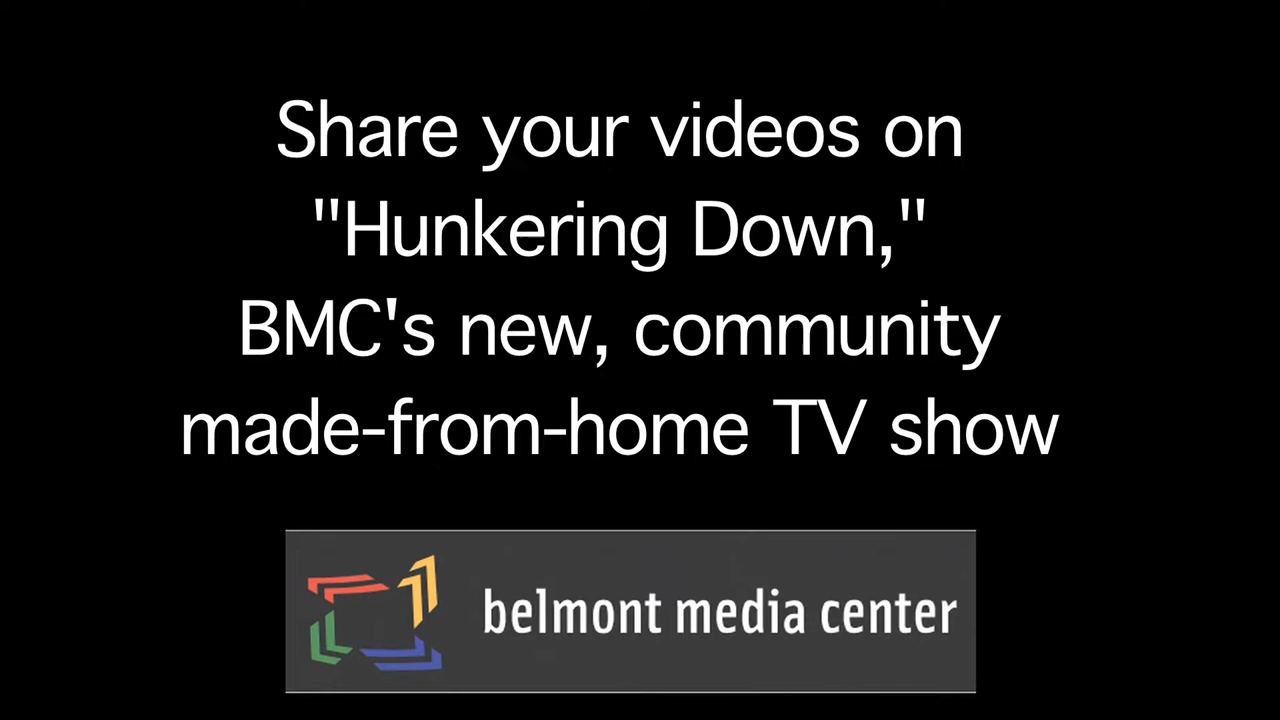 Share your videos on
"Hunkering Down,"
BMC's new, community
made-from-home TV show
belmont media center